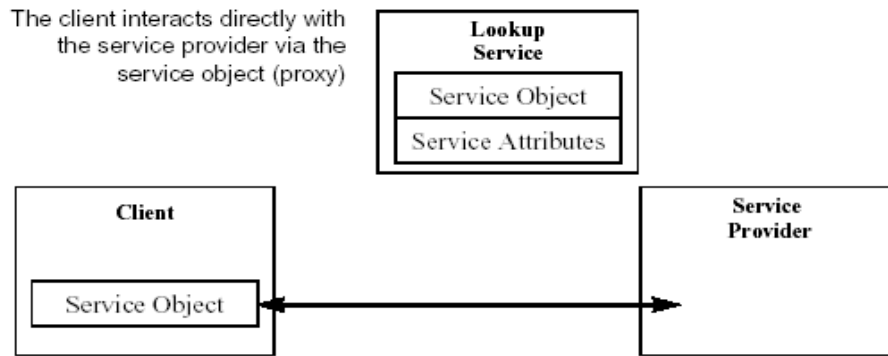 The client interacts directly with
the service provider via the
service object (proxy)
Lookup
Service
Service Object
Service Attributes
Client
Service Object
Service
Provider